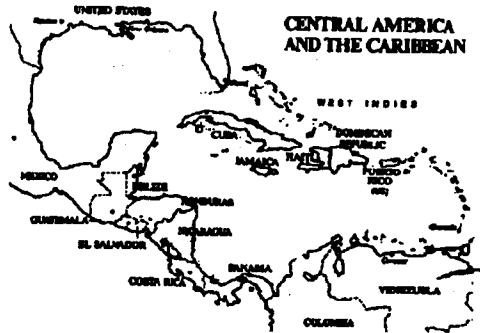 UNITED STATES
CENTRAL AMERICA
AND THE CARIBBEAN
WEST INDIES
CUBA
DOMINICAN
REPUBLIC
HAITI
JAMAICA
PUERTO
RICO
(US)
MEXICO
BELIZE
HONDURAS
GUATEMALA
NICARAGUA
EL SALVADOR
COSTA RICA
PANAMA
VENEZUELA
COLOMBIA